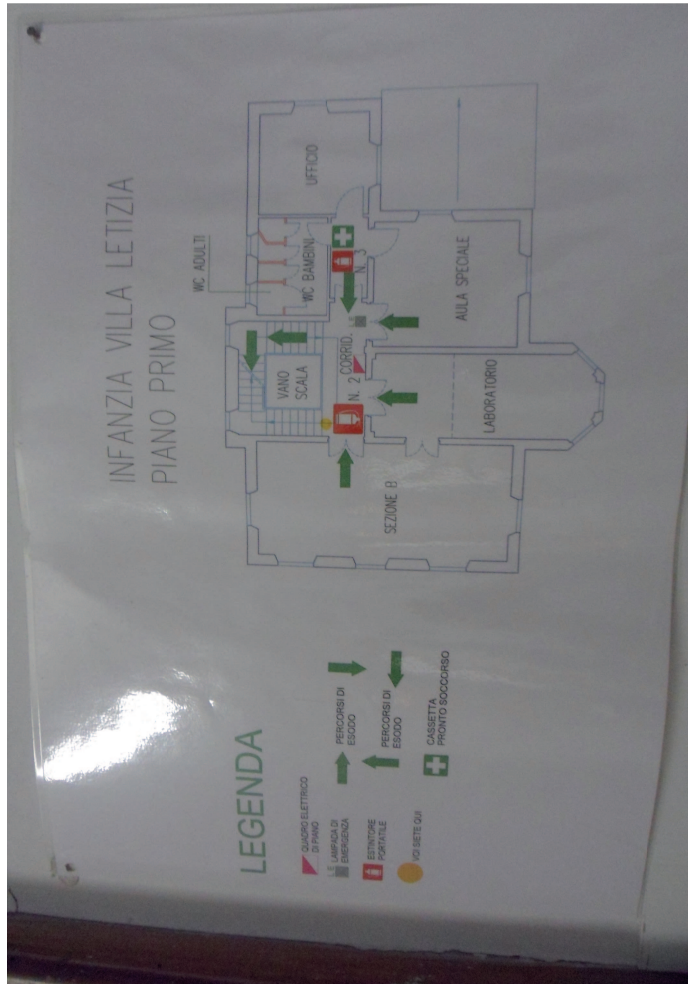 INFANZIA VILLA LETIZIA
PIANO PRIMO
WC ADULTI
UFFICIO
WC BAMBINI
N. 3
VANO
SCALA
CORRID.
L.E.
N. 2
AULA SPECIALE
LABORATORIO
SEZIONE B
LEGENDA
QUADRO ELETTRICO
DI PIANO
L.E.
LAMPADA DI
EMERGENZA
ESTINTORE
PORTATILE
VOI SIETE QUI
PERCORSI DI
ESODO
PERCORSI DI
ESODO
CASSETTA
PRONTO SOCCORSO